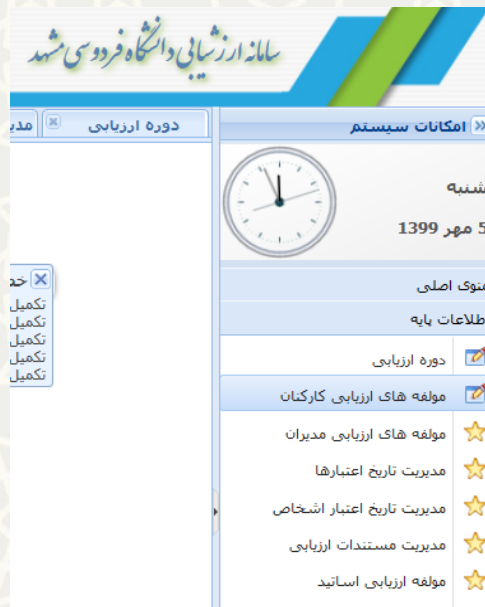 سامانه ارزشیابی دانشگاه فردوسی مشهد
امکانات سیستم
دوره ارزیابی
شنبه
5 مهر 1399
منوی اصلی
اطلاعات پایه
دوره ارزیابی
مولفه های ارزیابی کارکنان
مولفه های ارزیابی مدیران
مدیریت تاریخ اعتبارها
مدیریت تاریخ اعتبار اشخاص
مدیریت مستندات ارزیابی
مولفه ارزیابی اساتید
تکمیل
تکمیل
تکمیل
تکمیل
تکمیل